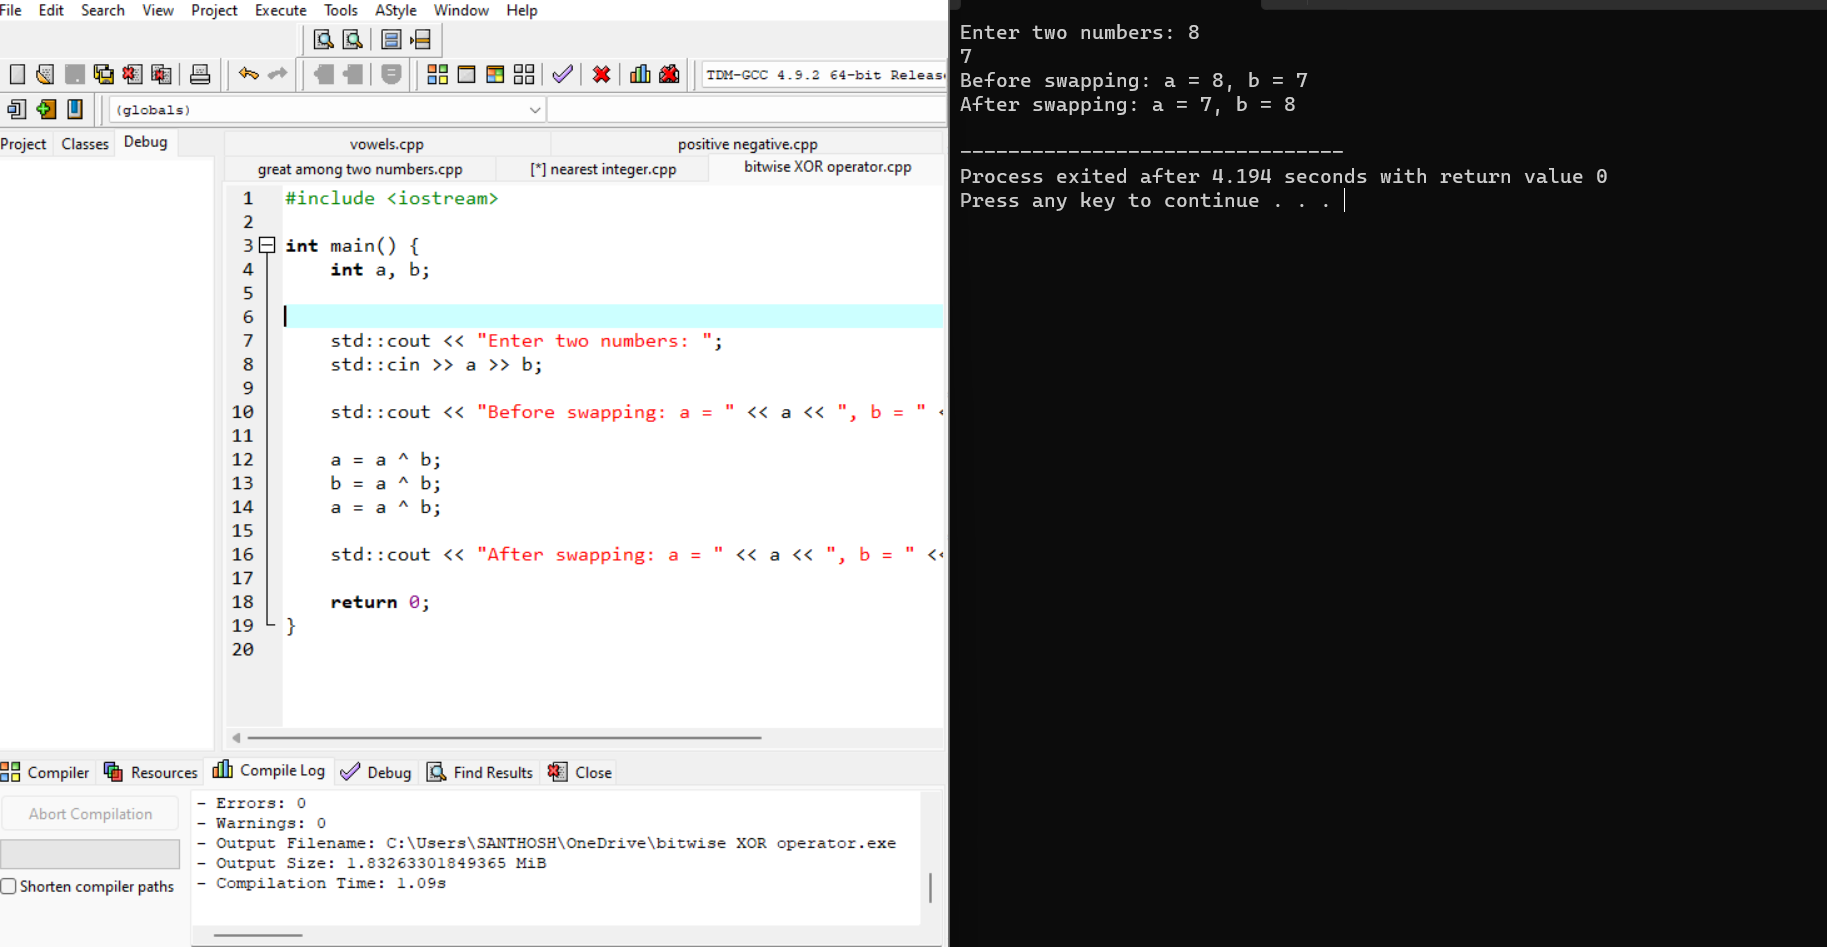 File Edit Search View Project Execute Tools AStyle Window Help
TDM-GCC 4.9.2 64-bit Releas
(globals)
Project Classes Debug
vowels.cpp positive negative.cpp
great among two numbers.cpp [*] nearest integer.cpp bitwise XOR operator.cpp
1 #include <iostream>
2
3 int main() {
4 int a, b;
5
6
7 std::cout << "Enter two numbers: ";
8 std::cin >> a >> b;
9
10 std::cout << "Before swapping: a = " << a << ", b = " <
11
12 a = a ^ b;
13 b = a ^ b;
14 a = a ^ b;
15
16 std::cout << "After swapping: a = " << a << ", b = " <<
17
18 return 0;
19 }
20
Compiler Resources Compile Log Debug Find Results Close
Abort Compilation
Shorten compiler paths
- Errors: 0
- Warnings: 0
- Output Filename: C:\Users\SANTHOSH\OneDrive\bitwise XOR operator.exe
- Output Size: 1.83263301849365 MiB
- Compilation Time: 1.09s
Enter two numbers: 8
7
Before swapping: a = 8, b = 7
After swapping: a = 7, b = 8
--------------------------------
Process exited after 4.194 seconds with return value 0
Press any key to continue . . .